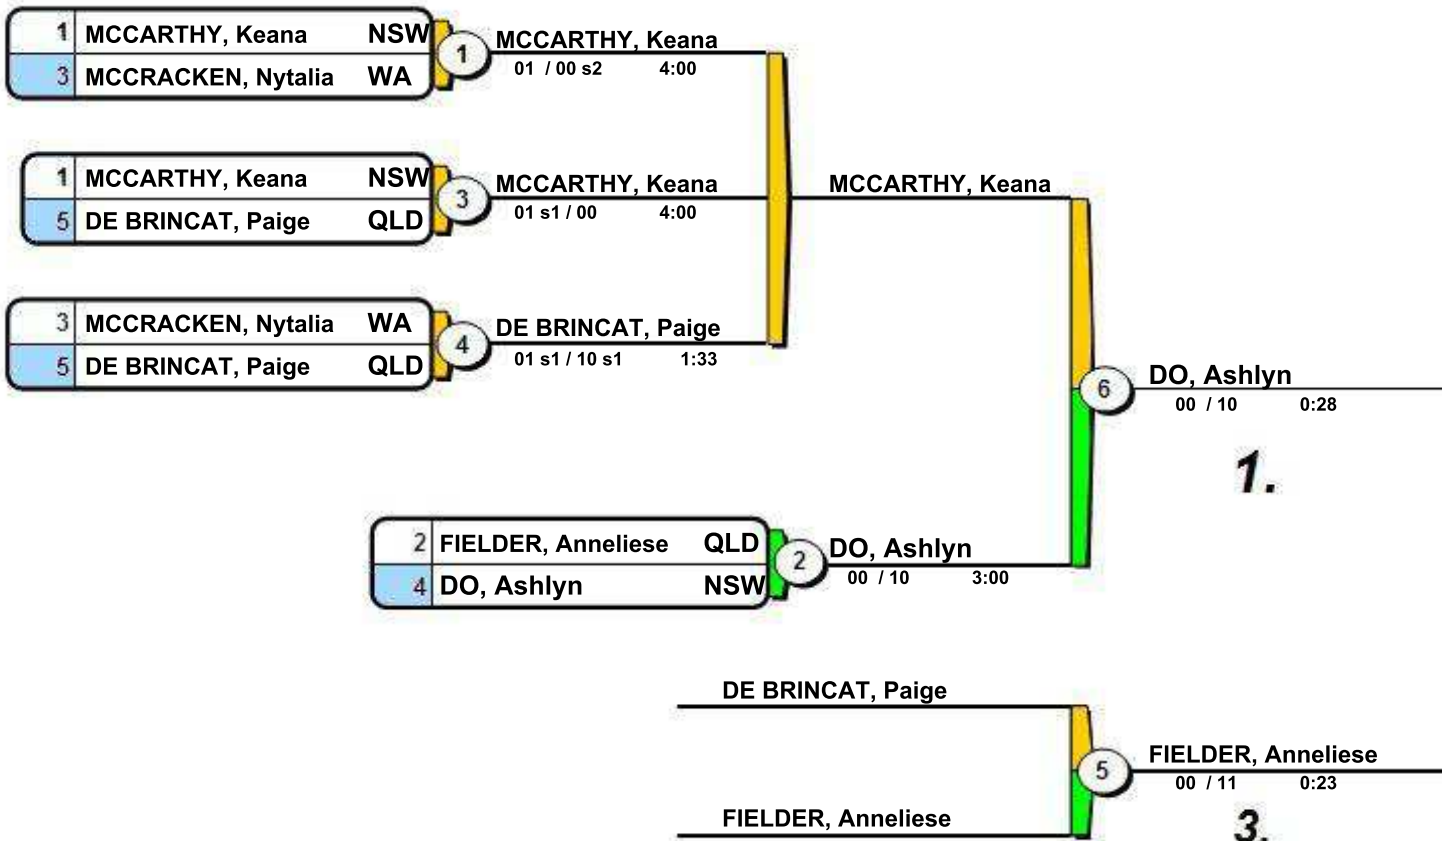 1 MCCARTHY, Keana NSW
3 MCCRACKEN, Nytalia WA
1 MCCARTHY, Keana
01 / 00 s2 4:00
1 MCCARTHY, Keana NSW
5 DE BRINCAT, Paige QLD
3 MCCARTHY, Keana
01 s1 / 00 4:00
MCCARTHY, Keana
3 MCCRACKEN, Nytalia WA
5 DE BRINCAT, Paige QLD
4 DE BRINCAT, Paige
01 s1 / 10 s1 1:33
6 DO, Ashlyn
00 / 10 0:28
1.
2 FIELDER, Anneliese QLD
4 DO, Ashlyn NSW
2 DO, Ashlyn
00 / 10 3:00
DE BRINCAT, Paige
FIELDER, Anneliese
5 FIELDER, Anneliese
00 / 11 0:23
3.